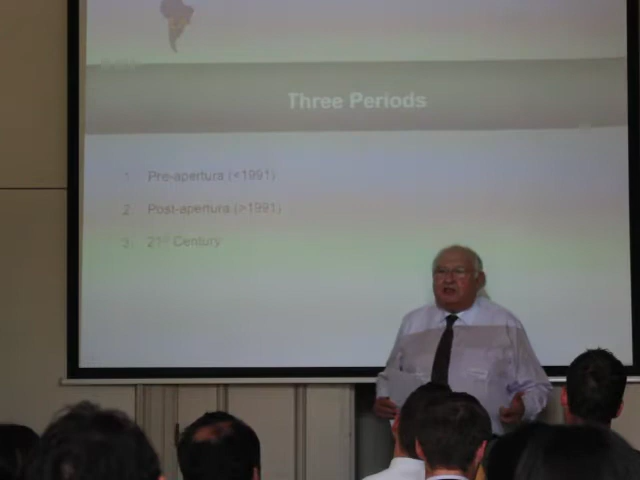 Three Periods
1. Pre-apertura (<1991)
2. Post-apertura (>1991)
3. 21st Century